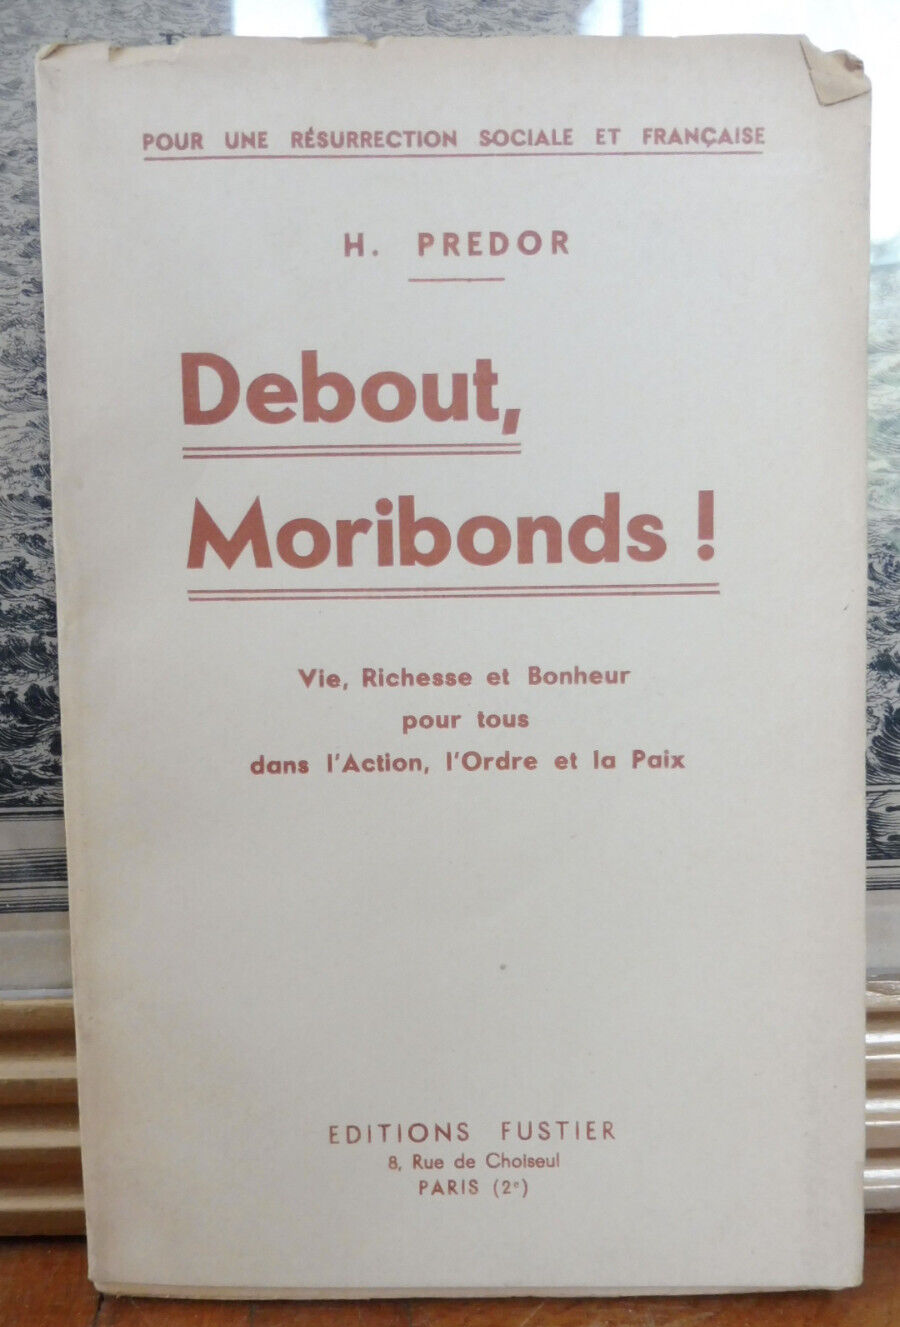 POUR UNE RÉSURRECTION SOCIALE ET FRANÇAISE
H. PREDOR
Debout,
Moribonds !
Vie, Richesse et Bonheur
pour tous
dans l'Action, l'Ordre et la Paix
EDITIONS FUSTIER
8, Rue de Choiseul
PARIS (2e)